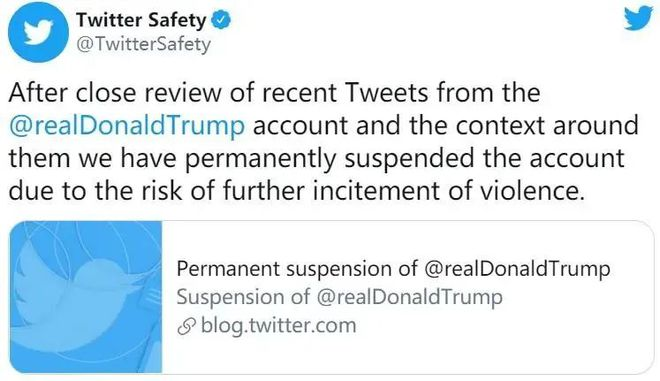 Twitter Safety
@TwitterSafety
After close review of recent Tweets from the
@realDonaldTrump account and the context around
them we have permanently suspended the account
due to the risk of further incitement of violence.
Permanent suspension of @realDonaldTrump
Suspension of @realDonaldTrump
blog.twitter.com